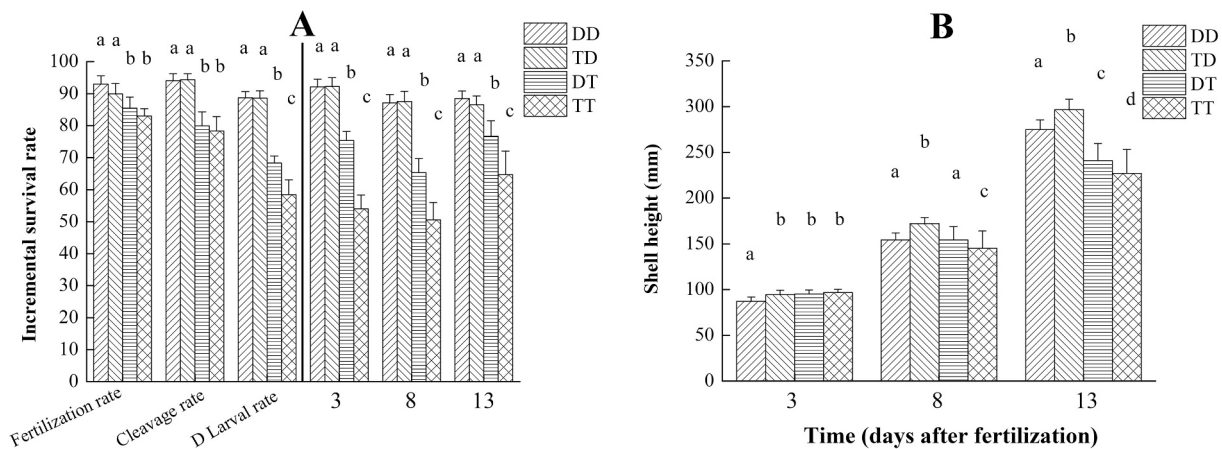 A
DD
TD
DT
TT
a a b b
a a b b
a a b c
a a b c
a a b c
a a b c
100
90
80
70
60
50
40
30
20
10
0
Incremental survival rate
Fertilization rate
Cleavage rate
D Larval rate
3
8
13
B
DD
TD
DT
TT
a b b b
a b a c
a b c d
350
300
250
200
150
100
50
0
Shell height (mm)
3
8
13
Time (days after fertilization)